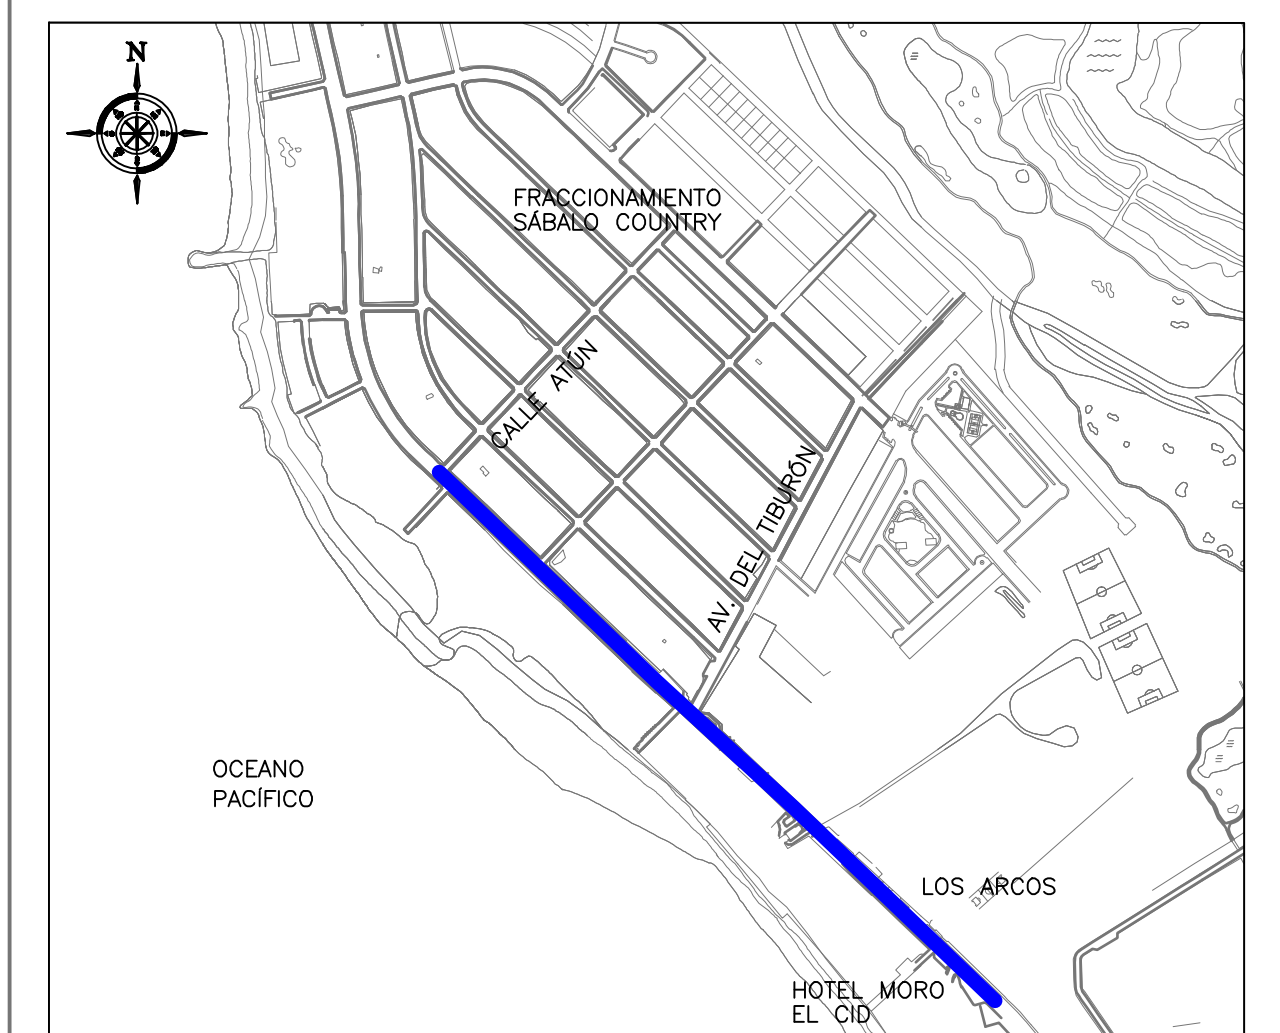 N
FRACCIONAMIENTO
SÁBALO COUNTRY
CALLE ATÚN
AV. DEL TIBURÓN
OCEANO
PACÍFICO
LOS ARCOS
HOTEL MORO
EL CID